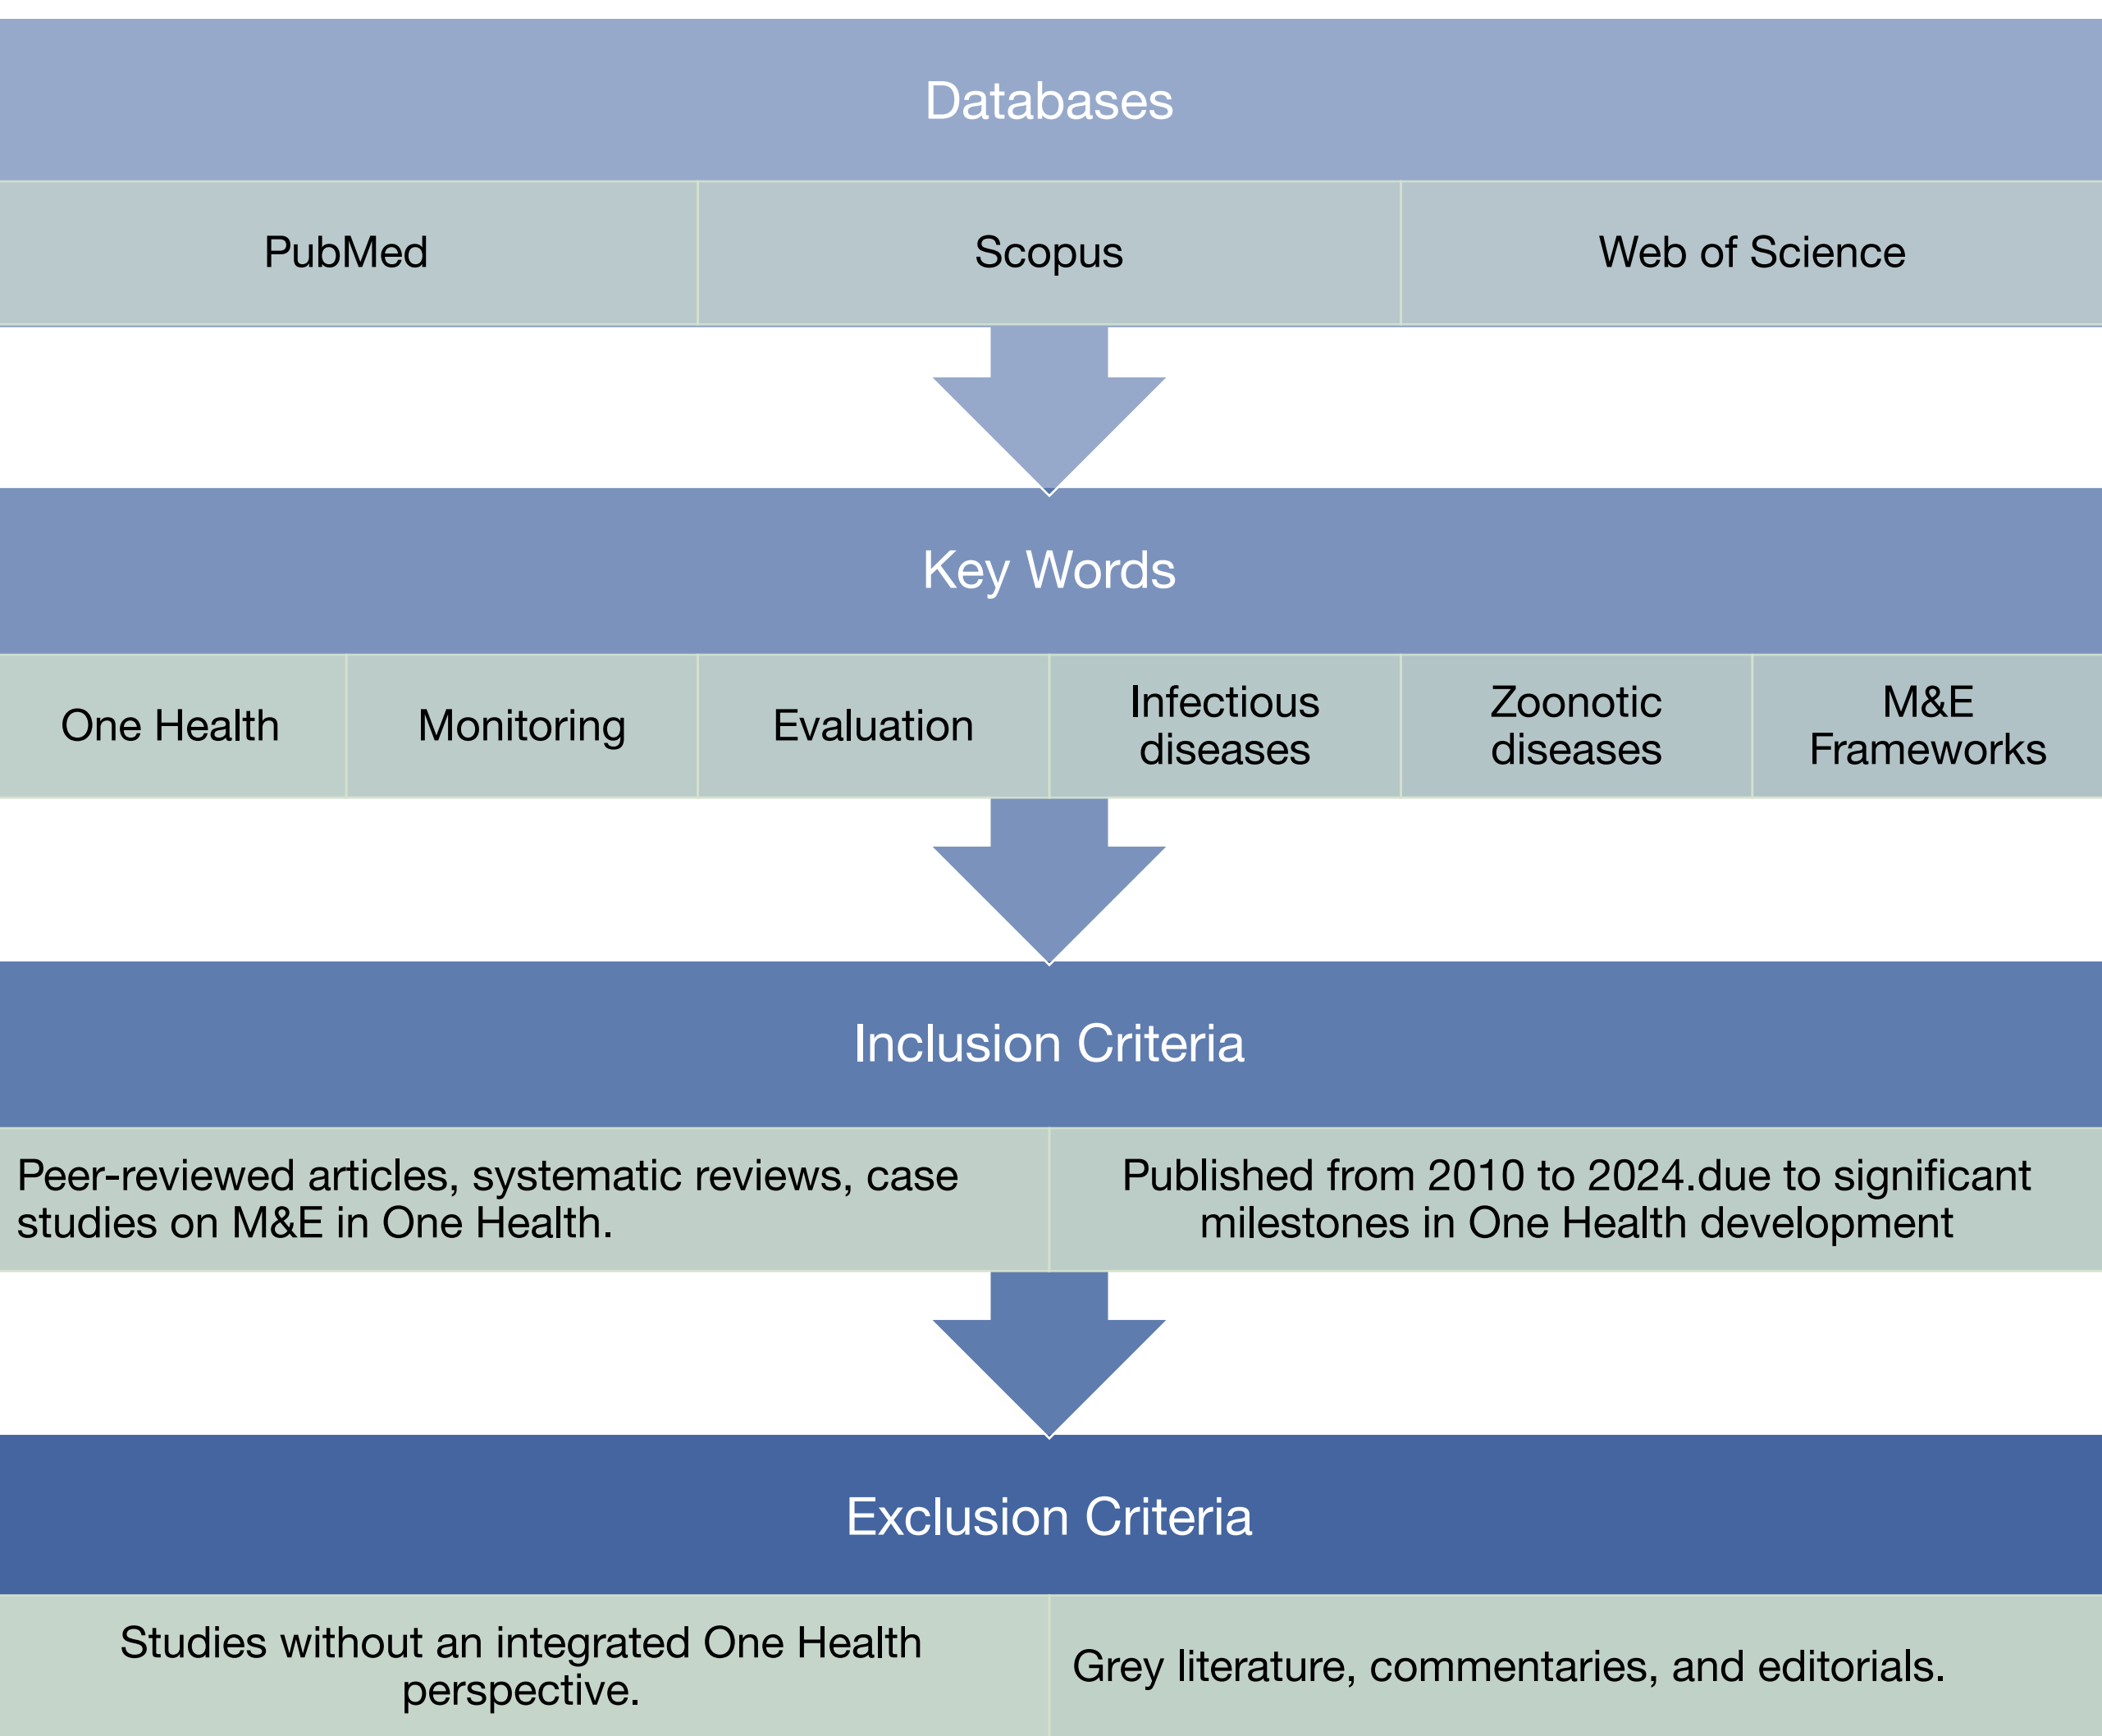 Databases
PubMed
Scopus
Web of Science
Key Words
One Health
Monitoring
Evaluation
Infectious
diseases
Zoonotic
diseases
M&E
Frameworks
Inclusion Criteria
Peer-reviewed articles, systematic reviews, case
studies on M&E in One Health.
Published from 2010 to 2024.due to significant
milestones in One Health development
Exclusion Criteria
Studies without an integrated One Health
perspective.
Grey literature, commentaries, and editorials.